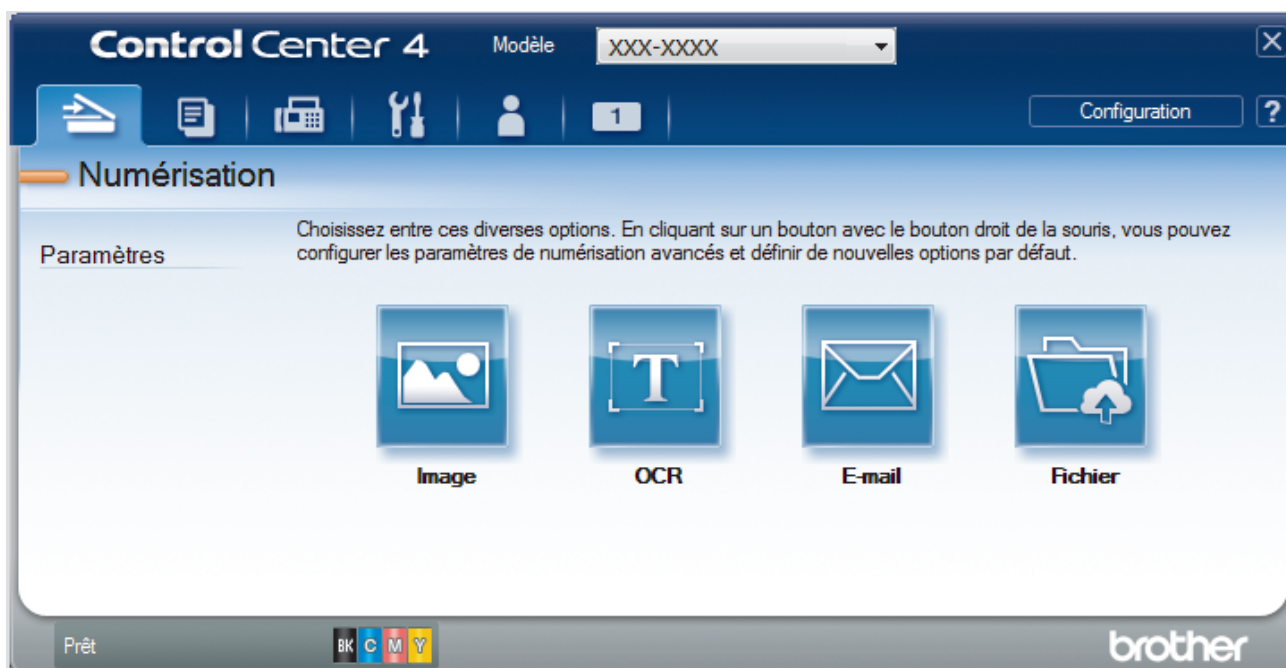 Control Center 4
Modèle
XXX-XXXX
X
1
Configuration
?
Numérisation
Paramètres
Choisissez entre ces diverses options. En cliquant sur un bouton avec le bouton droit de la souris, vous pouvez
configurer les paramètres de numérisation avancés et définir de nouvelles options par défaut.
T
Image
OCR
E-mail
Fichier
Prêt
BK C M Y
brother